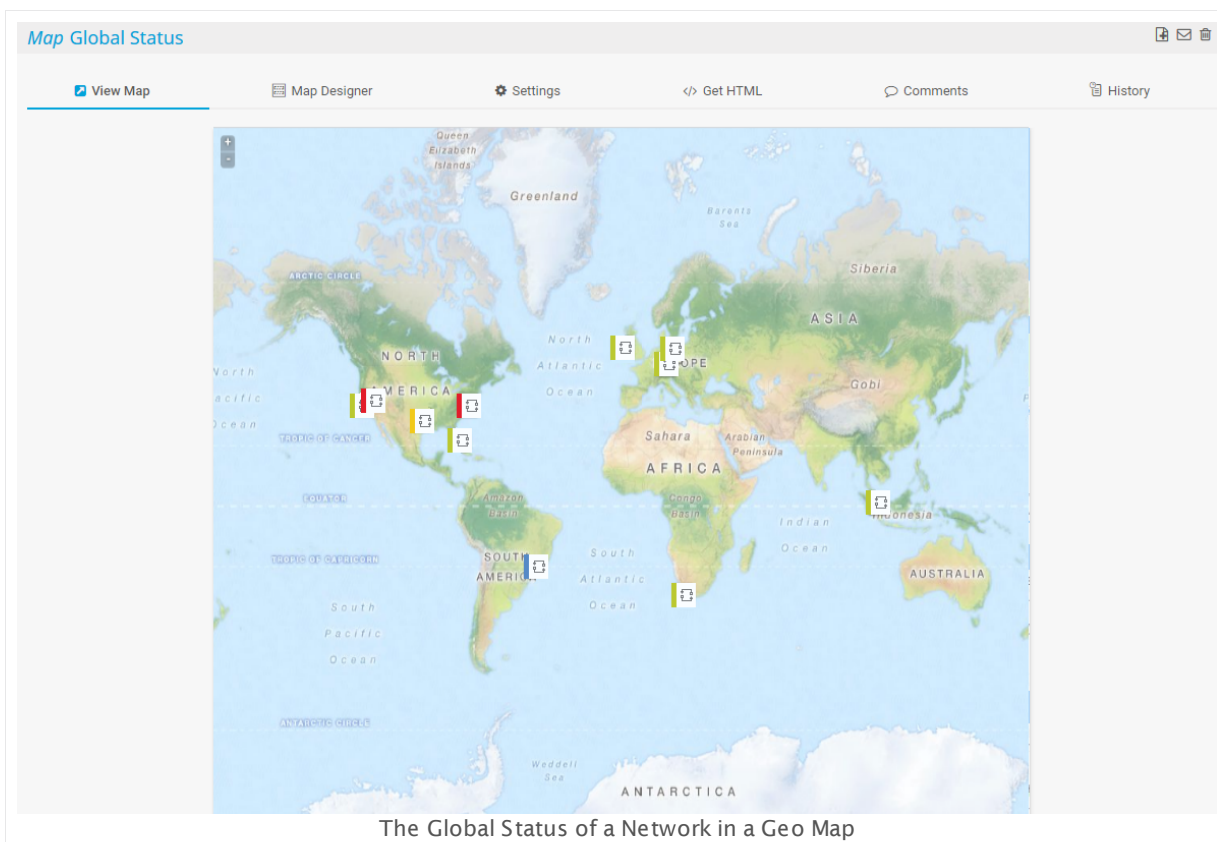 Map Global Status
View Map
Map Designer
Settings
</> Get HTML
Comments
History
+
-
Queen
Elizabeth
Islands
Greenland
Barents
Sea
Siberia
ARCTIC CIRCLE
ASIA
NORTH
AMERICA
North
Atlantic
Ocean
North
Ocean
Gobi
TROPIC OF CANCER
Sahara
Arabian
Peninsula
AFRICA
EQUATOR
Amazon
Basin
Congo
Basin
Indian
Ocean
TROPIC OF CAPRICORN
SOUTH
South
Atlantic
Ocean
AUSTRALIA
South
Pacific
Ocean
ANTARCTIC CIRCLE
Weddell
Sea
ANTARCTICA
The Global Status of a Network in a Geo Map